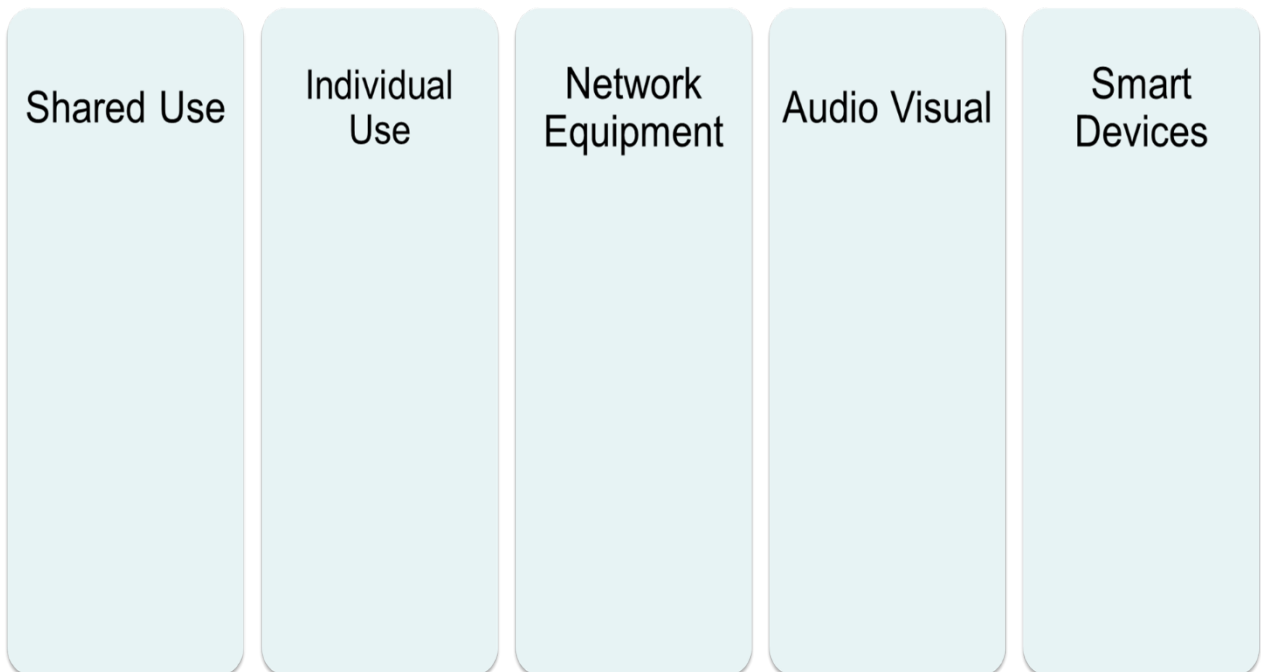 Shared Use
Individual
Use
Network
Equipment
Audio Visual
Smart
Devices